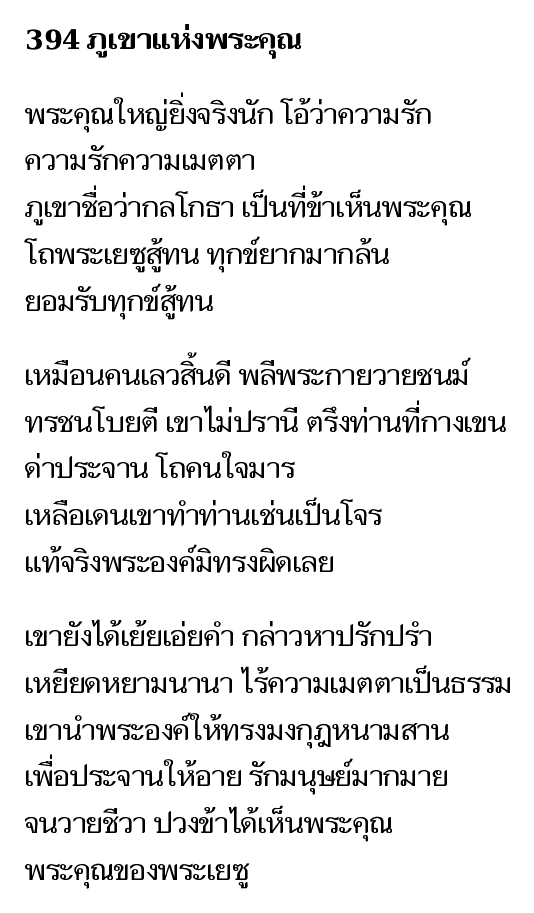 394 ภูเขาแห่งพระคุณ
พระคุณใหญ่ยิ่งจริงนัก โอ้ว่าความรัก
ความรักความเมตตา
ภูเขาชื่อว่ากลโกธา เป็นที่ข้าเห็นพระคุณ
โถพระเยซูสู้ทน ทุกข์ยากมากล้น
ยอมรับทุกข์สู้ทน
เหมือนคนเลวสิ้นดี พลีพระกายวายชนม์
ทรชนโบยตี เขาไม่ปรานี ตรึงท่านที่กางเขน
ด่าประจาน โถคนใจมาร
เหลือเดนเขาทำท่านเช่นเป็นโจร
แท้จริงพระองค์มิทรงผิดเลย
เขายังได้เย้ยเอ่ยคำ กล่าวหาปรักปรำ
เหยียดหยามนานา ไร้ความเมตตาเป็นธรรม
เขานำพระองค์ให้ทรงมงกุฎหนามสาน
เพื่อประจานให้อาย รักมนุษย์มากมาย
จนวายชีวา ปวงข้าได้เห็นพระคุณ
พระคุณของพระเยซู